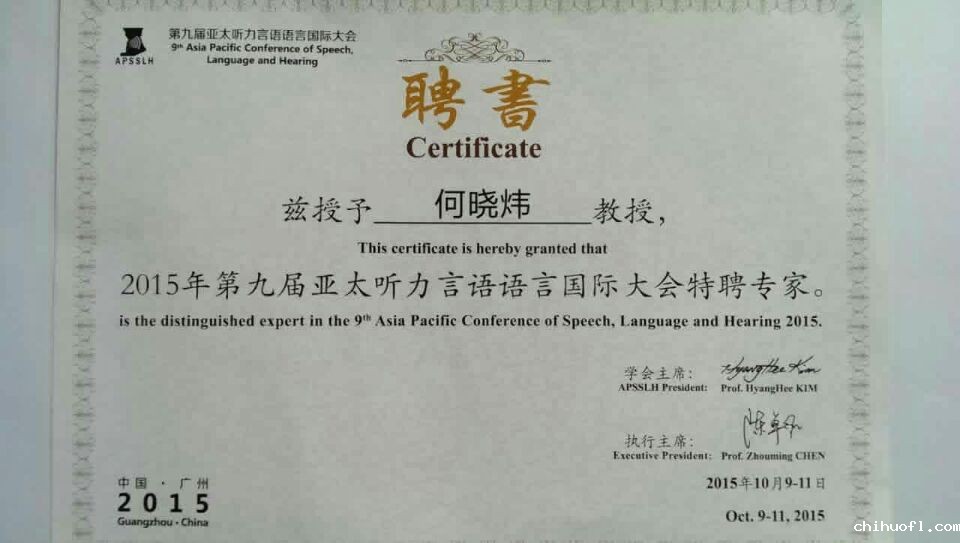 第九届亚太听力言语语言国际大会
9th Asia Pacific Conference of Speech,
Language and Hearing
APSSLH
聘書
Certificate
兹授予 何晓炜 教授，
This certificate is hereby granted that
2015年第九届亚太听力言语语言国际大会特聘专家。
is the distinguished expert in the 9th Asia Pacific Conference of Speech, Language and Hearing 2015.
学会主席： HyangHee Kim
APSSLH President: Prof. HyangHee KIM
执行主席：
Executive President: Prof. Zhouming CHEN
中国·广州
2015
Guangzhou·China
2015年10月9-11日
Oct. 9-11, 2015
chihuofl.com